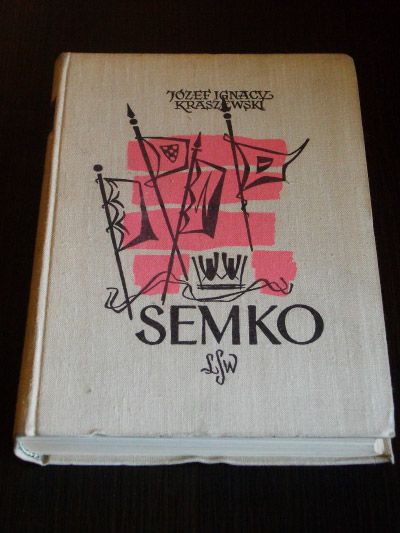 JÓZEF IGNACY
KRASZEWSKI
SEMKO
LSW